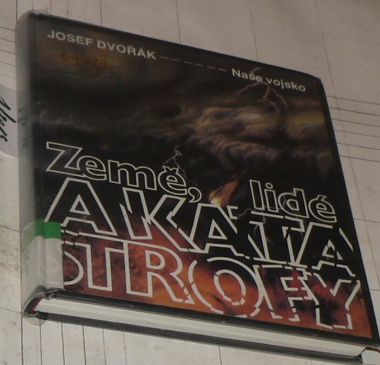 JOSEF DVOŘÁK ------ Naše vojsko
Země, lidé
A KATA
STROFY